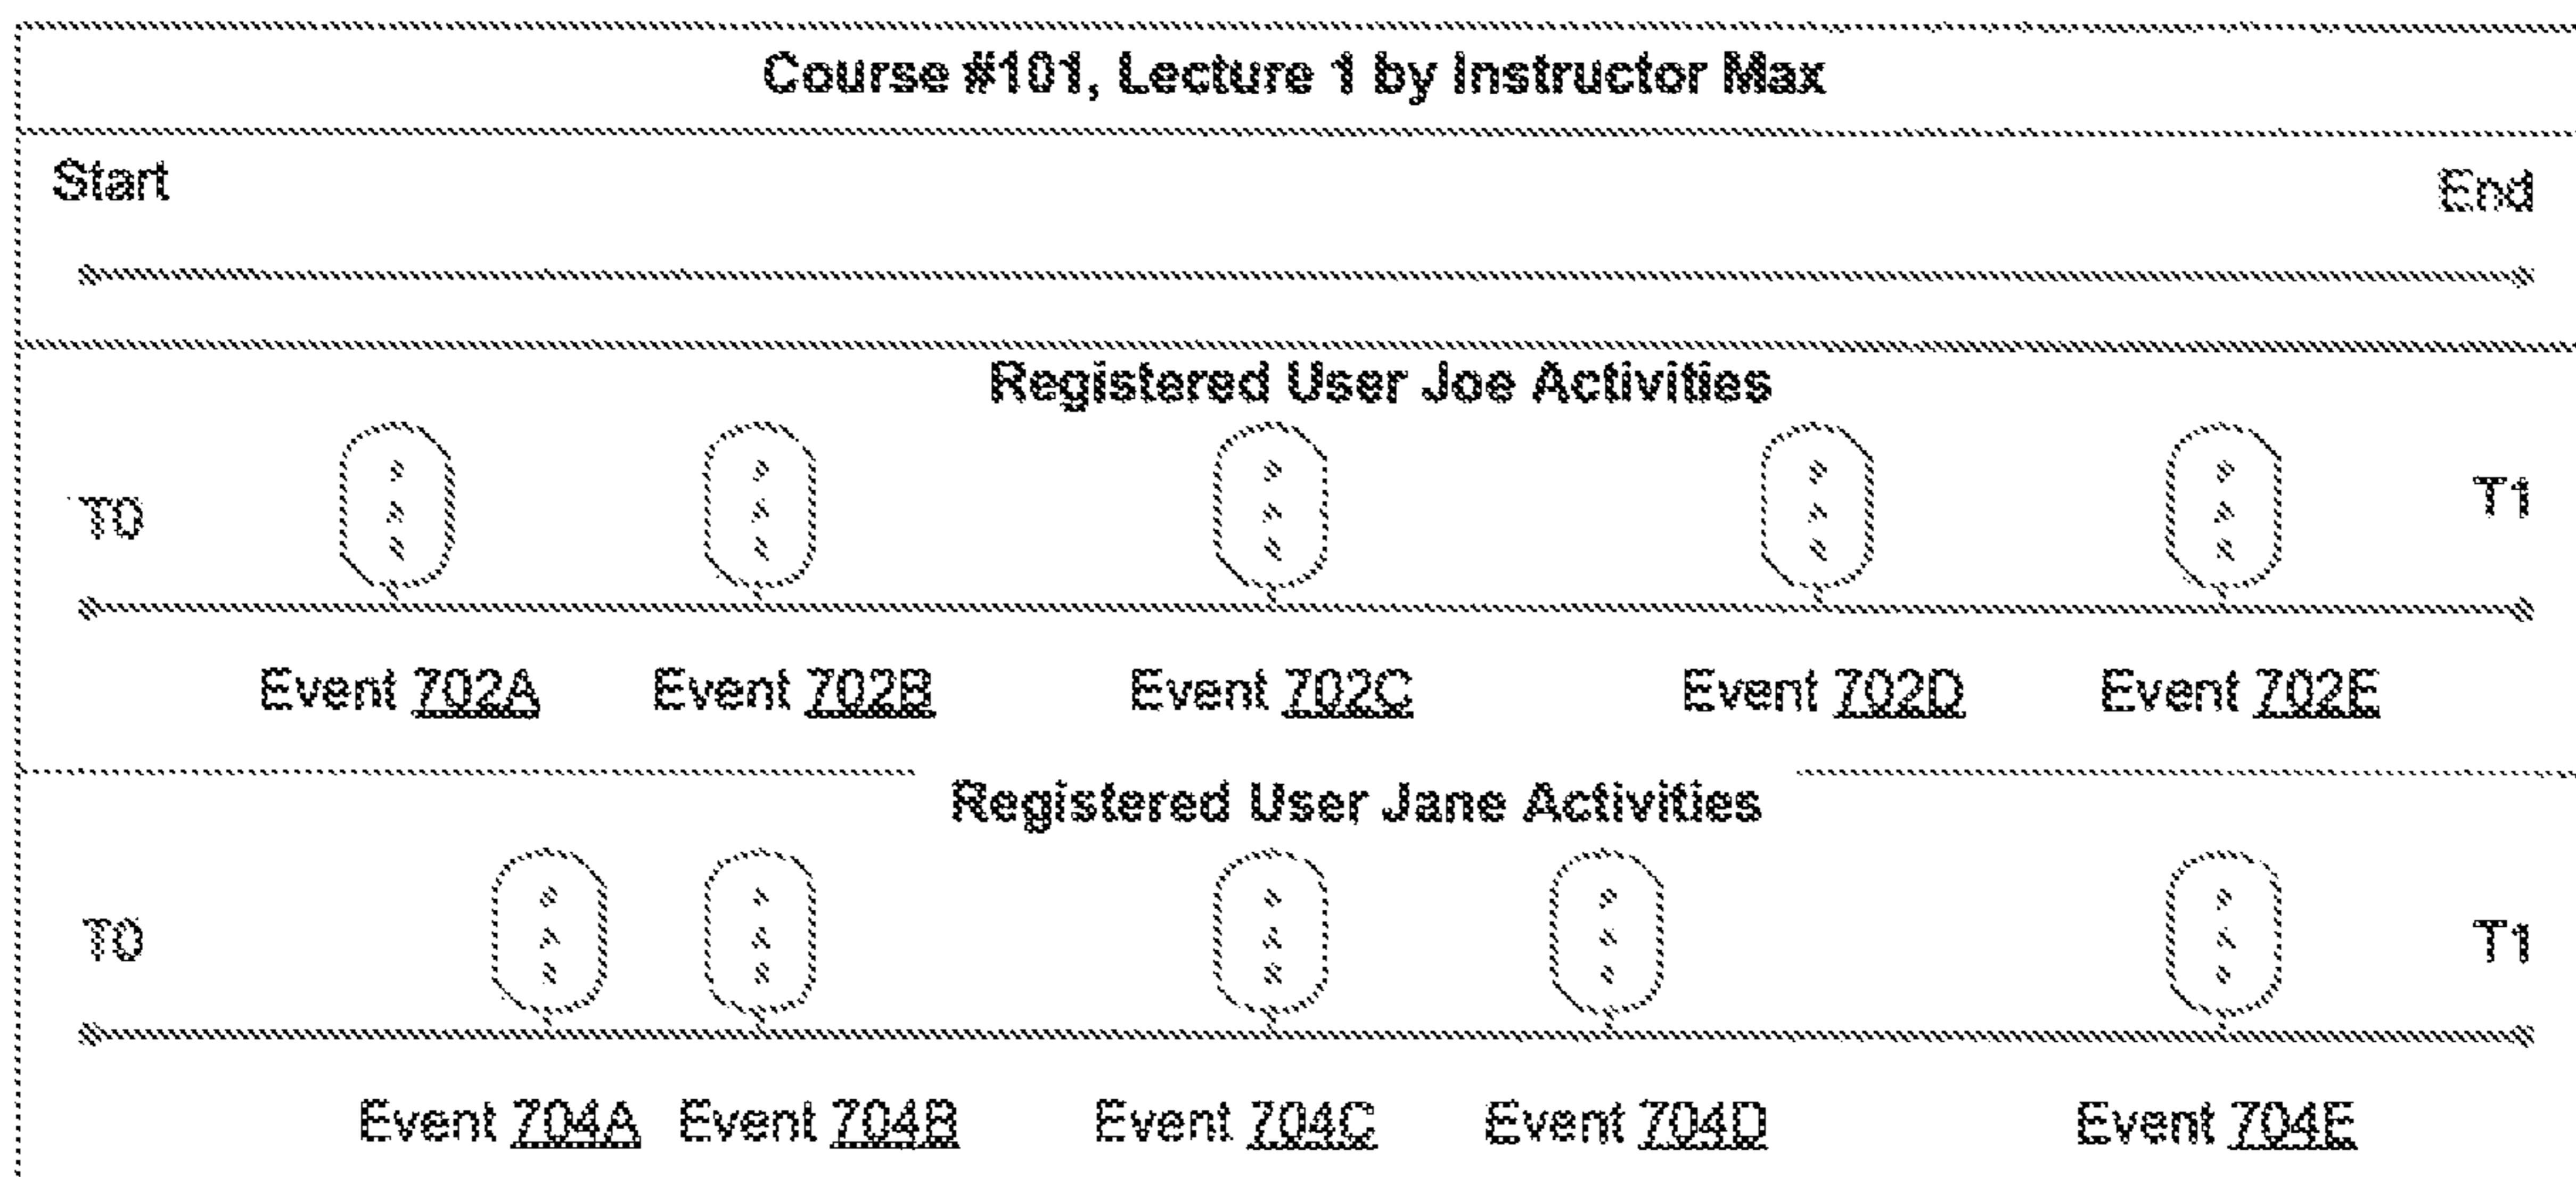 Course #101, Lecture 1 by Instructor Max
Start End
Registered User Joe Activities
T0 T1
Event 702A Event 702B Event 702C Event 702D Event 702E
Registered User Jane Activities
T0 T1
Event 704A Event 704B Event 704C Event 704D Event 704E